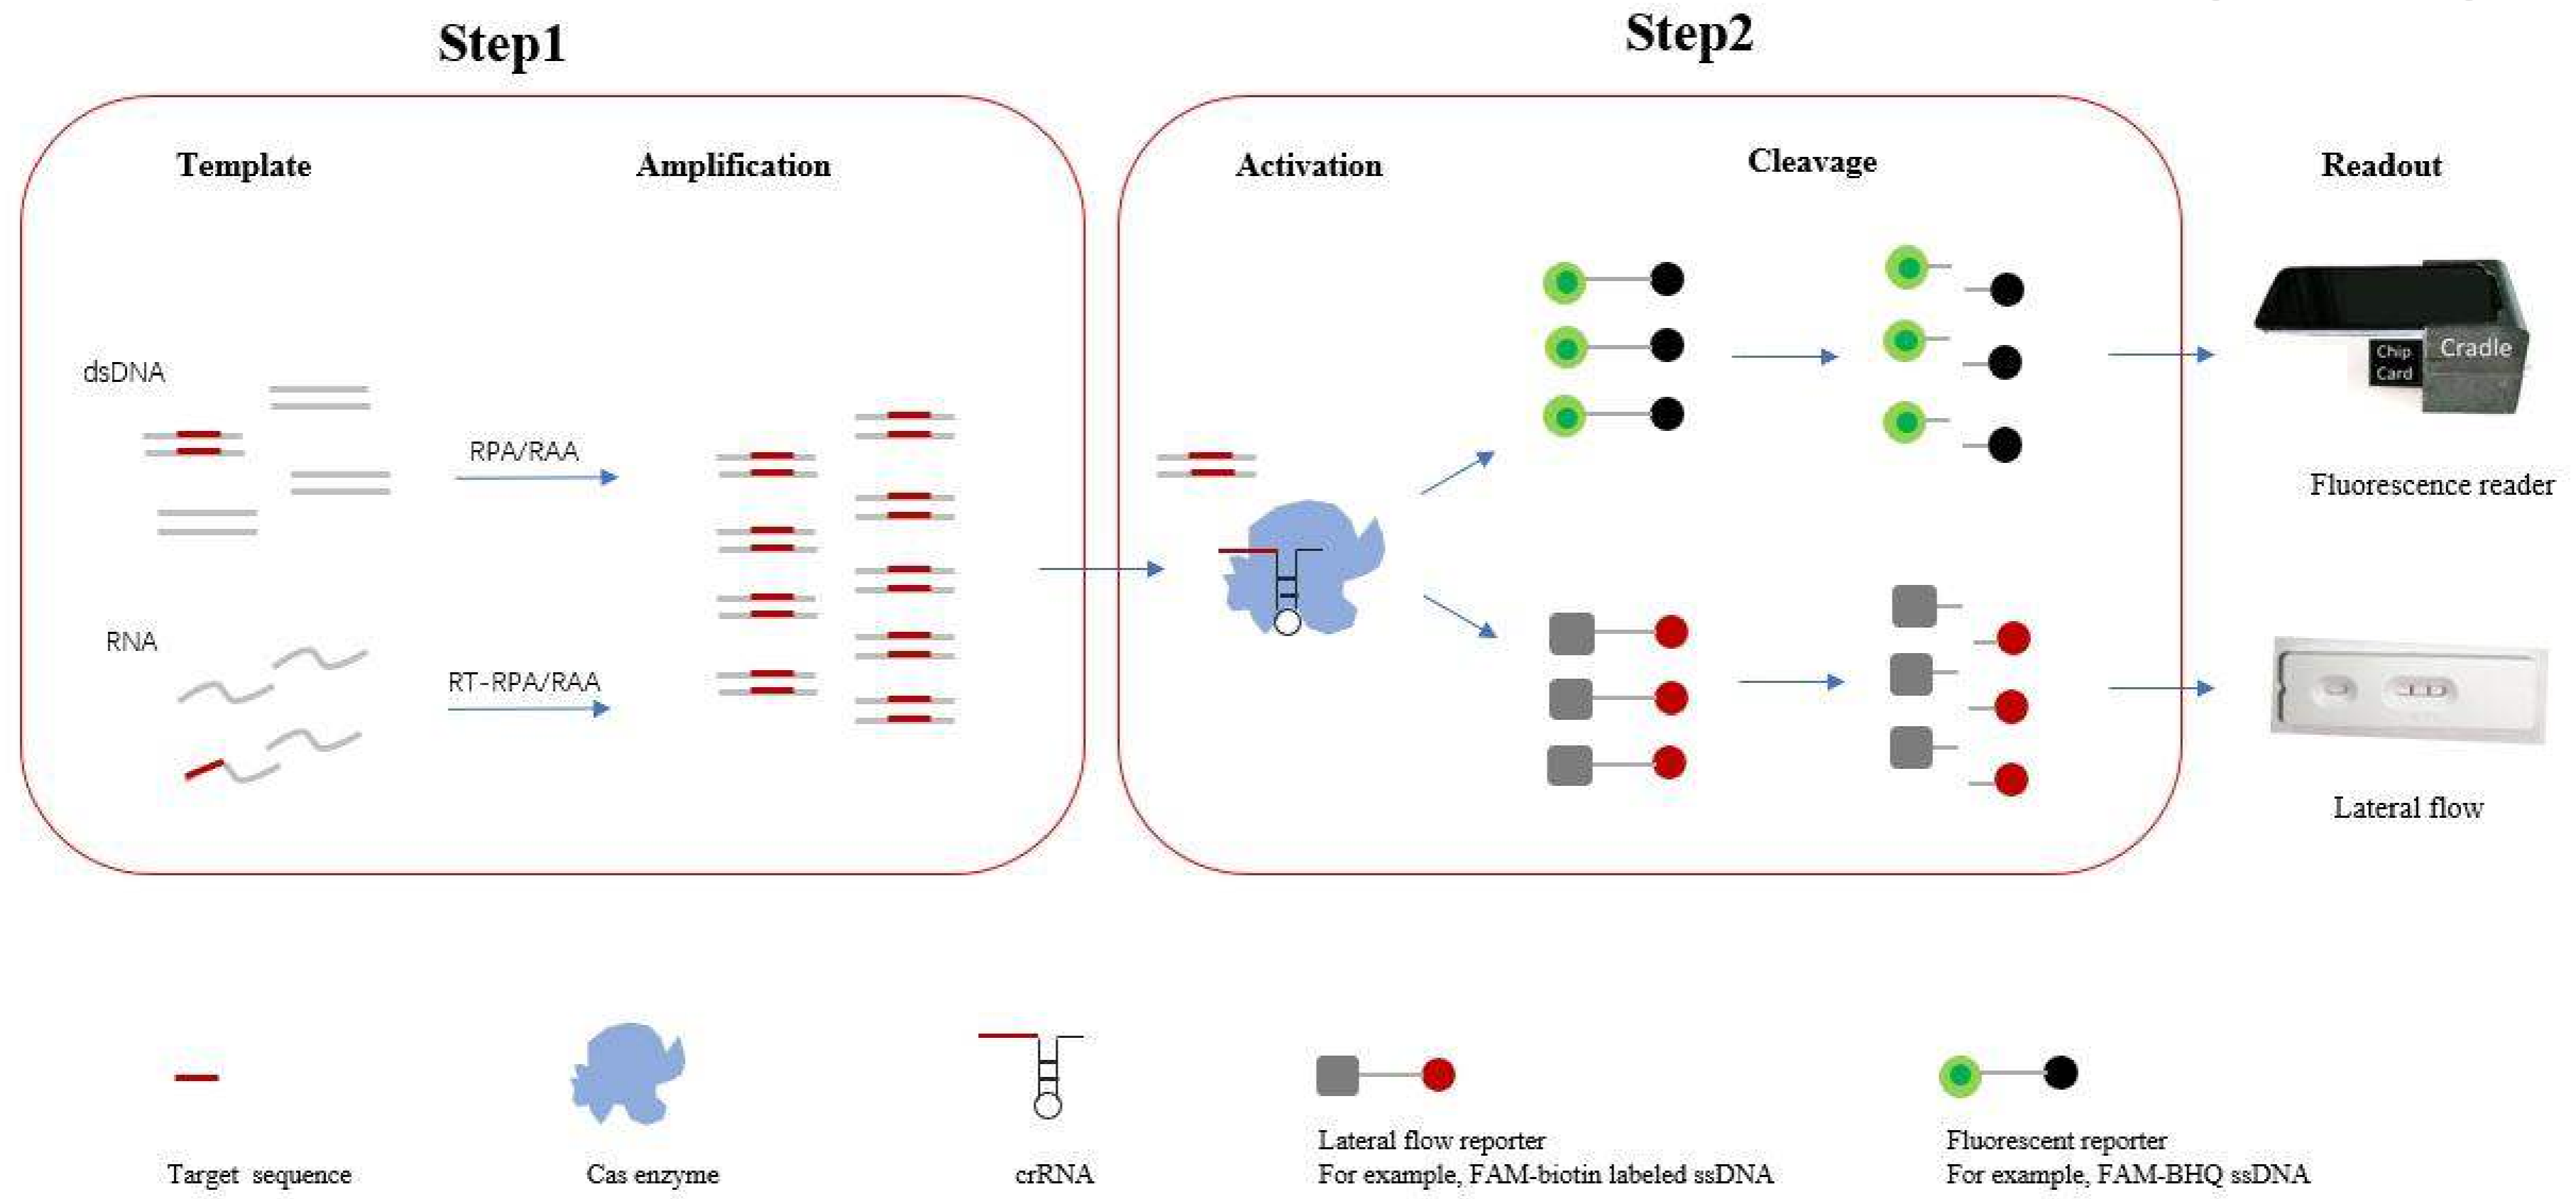 Step1
Step2
Template
Amplification
Activation
Cleavage
Readout
dsDNA
RPA/RAA
RNA
RT-RPA/RAA
Chip
Card
Cradle
Fluorescence reader
Lateral flow
Target sequence
Cas enzyme
crRNA
Lateral flow reporter
For example, FAM-biotin labeled ssDNA
Fluorescent reporter
For example, FAM-BHQ ssDNA